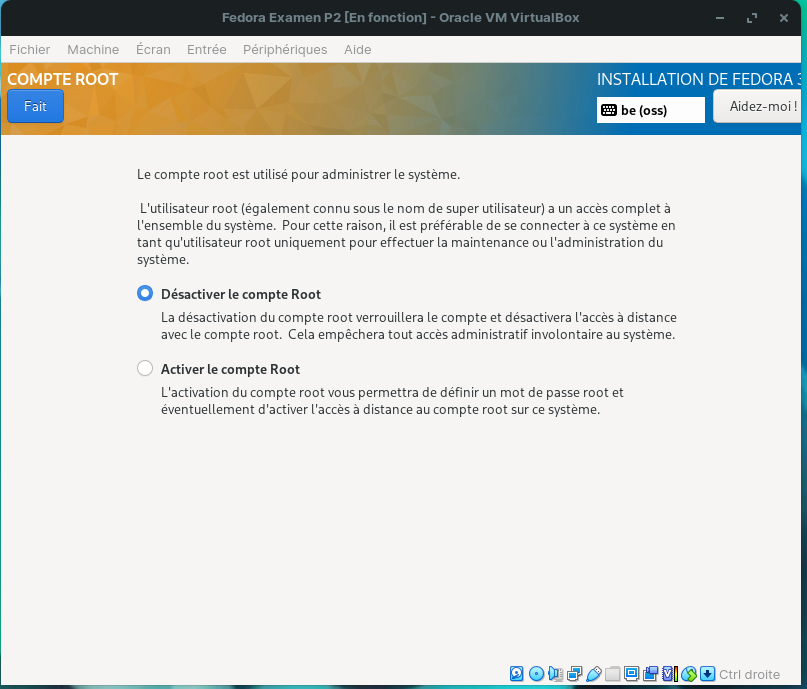 Fedora Examen P2 [En fonction] - Oracle VM VirtualBox
Fichier Machine Écran Entrée Périphériques Aide
COMPTE ROOT
INSTALLATION DE FEDORA 3
Fait
be (oss)
Aidez-moi !
Le compte root est utilisé pour administrer le système.
L'utilisateur root (également connu sous le nom de super utilisateur) a un accès complet à
l'ensemble du système. Pour cette raison, il est préférable de se connecter à ce système en
tant qu'utilisateur root uniquement pour effectuer la maintenance ou l'administration du
système.
Désactiver le compte Root
La désactivation du compte root verrouillera le compte et désactivera l'accès à distance
avec le compte root. Cela empêchera tout accès administratif involontaire au système.
Activer le compte Root
L'activation du compte root vous permettra de définir un mot de passe root et
éventuellement d'activer l'accès à distance au compte root sur ce système.
Ctrl droite